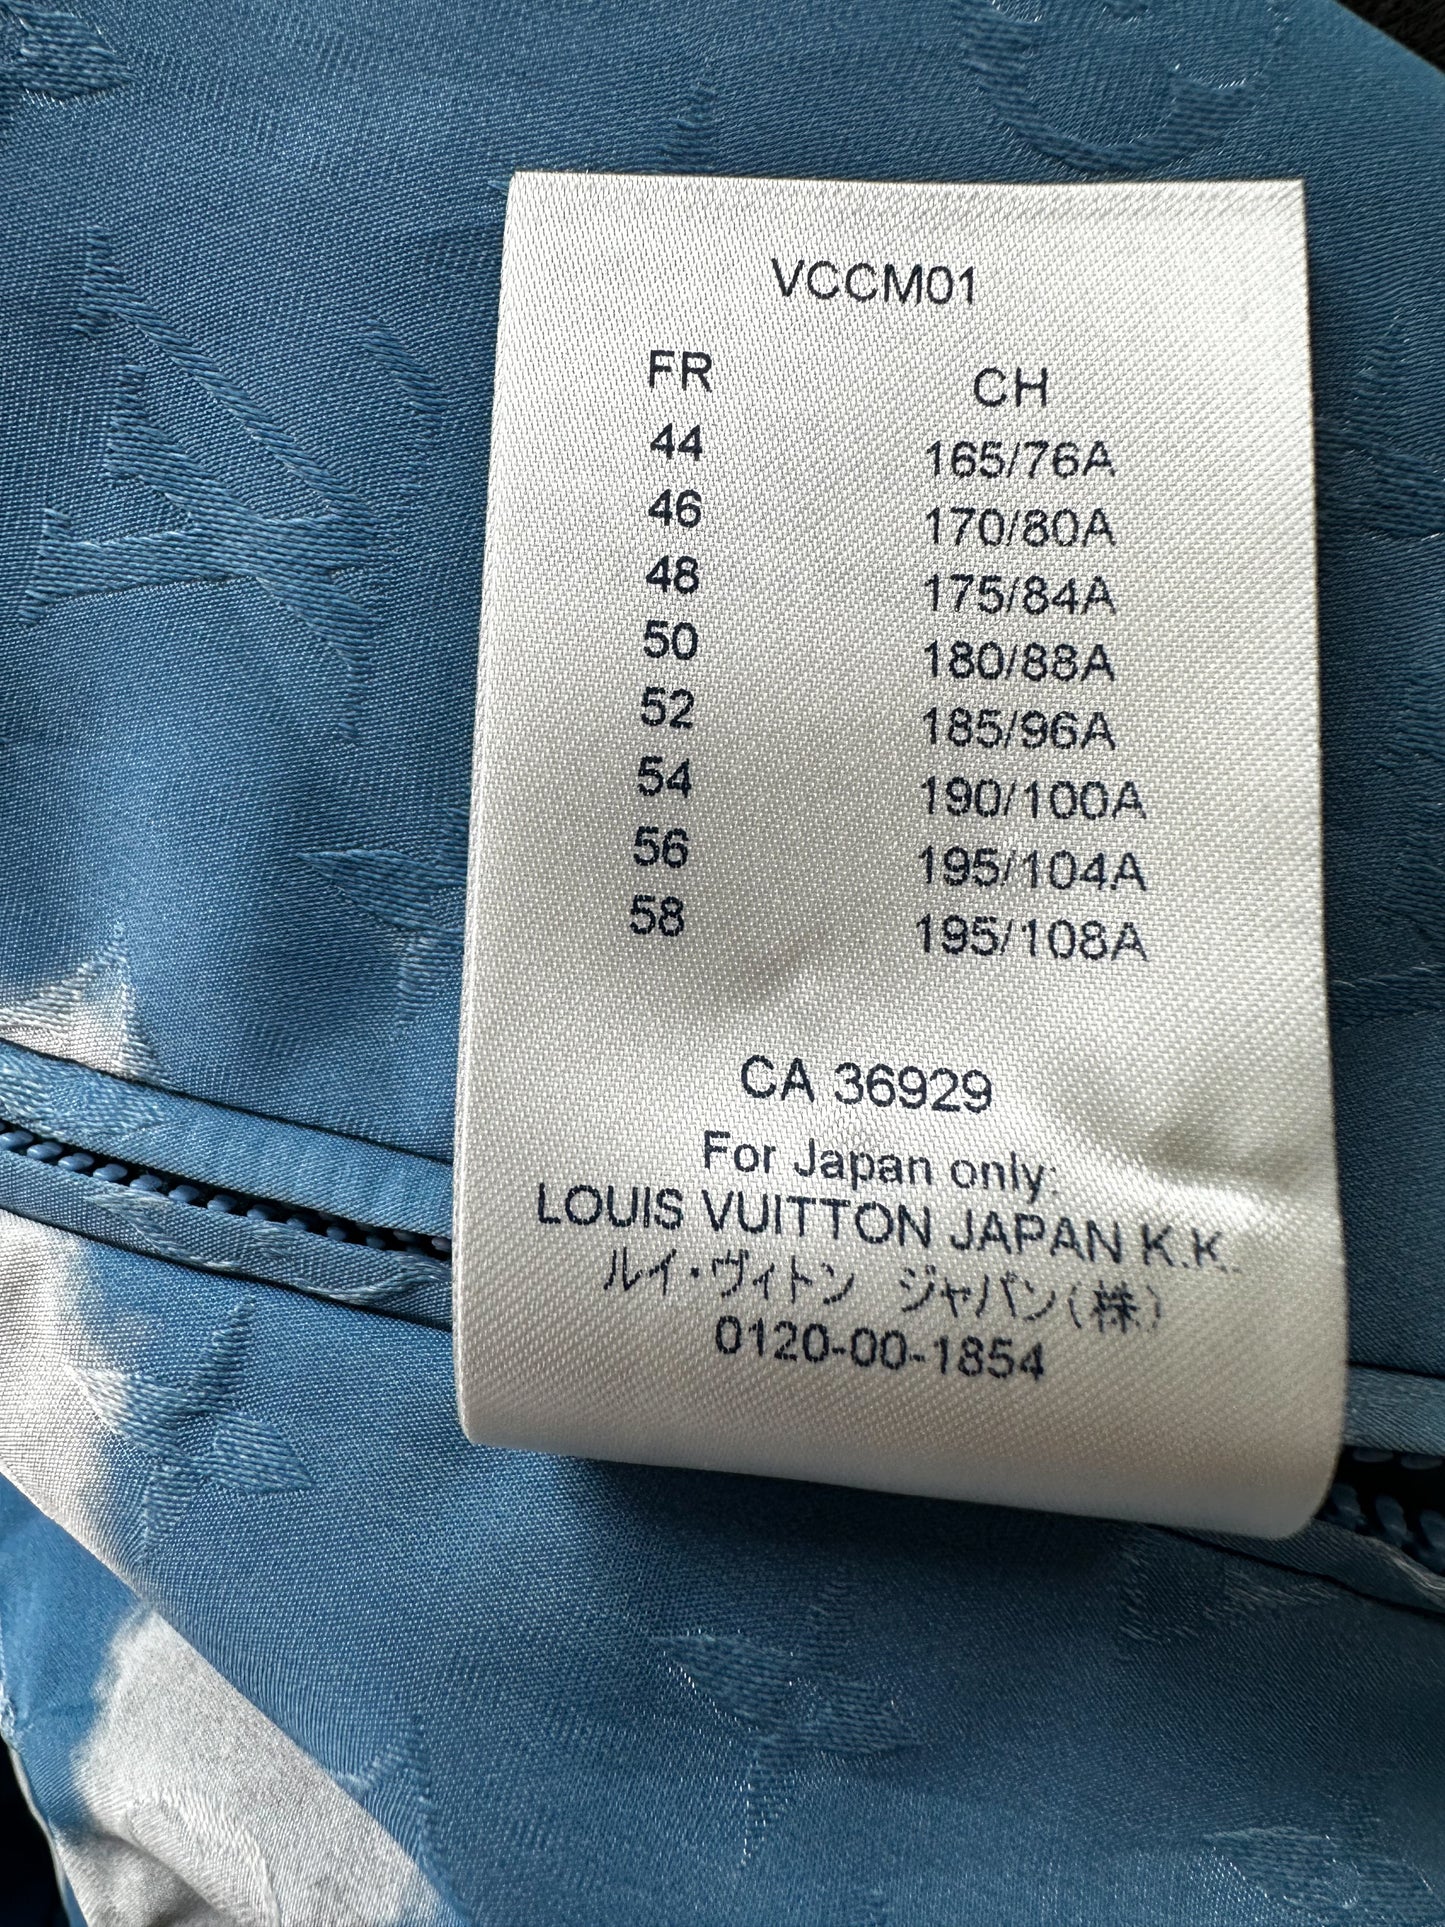 VCCM01
FR CH
44 165/76A
46 170/80A
48 175/84A
50 180/88A
52 185/96A
54 190/100A
56 195/104A
58 195/108A
CA 36929
For Japan only:
LOUIS VUITTON JAPAN K.K.
ルイ・ヴィトン ジャパン(株)
0120-00-1854